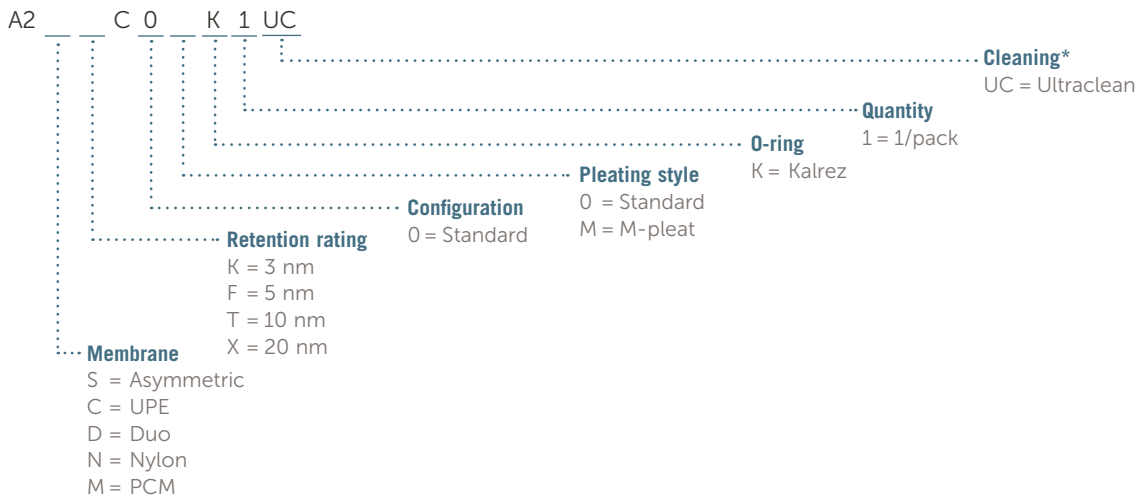 A2 _ _ C 0 _ K 1 UC
Cleaning*
UC = Ultraclean
Quantity
1 = 1/pack
O-ring
K = Kalrez
Pleating style
0 = Standard
M = M-pleat
Configuration
0 = Standard
Retention rating
K = 3 nm
F = 5 nm
T = 10 nm
X = 20 nm
Membrane
S = Asymmetric
C = UPE
D = Duo
N = Nylon
M = PCM